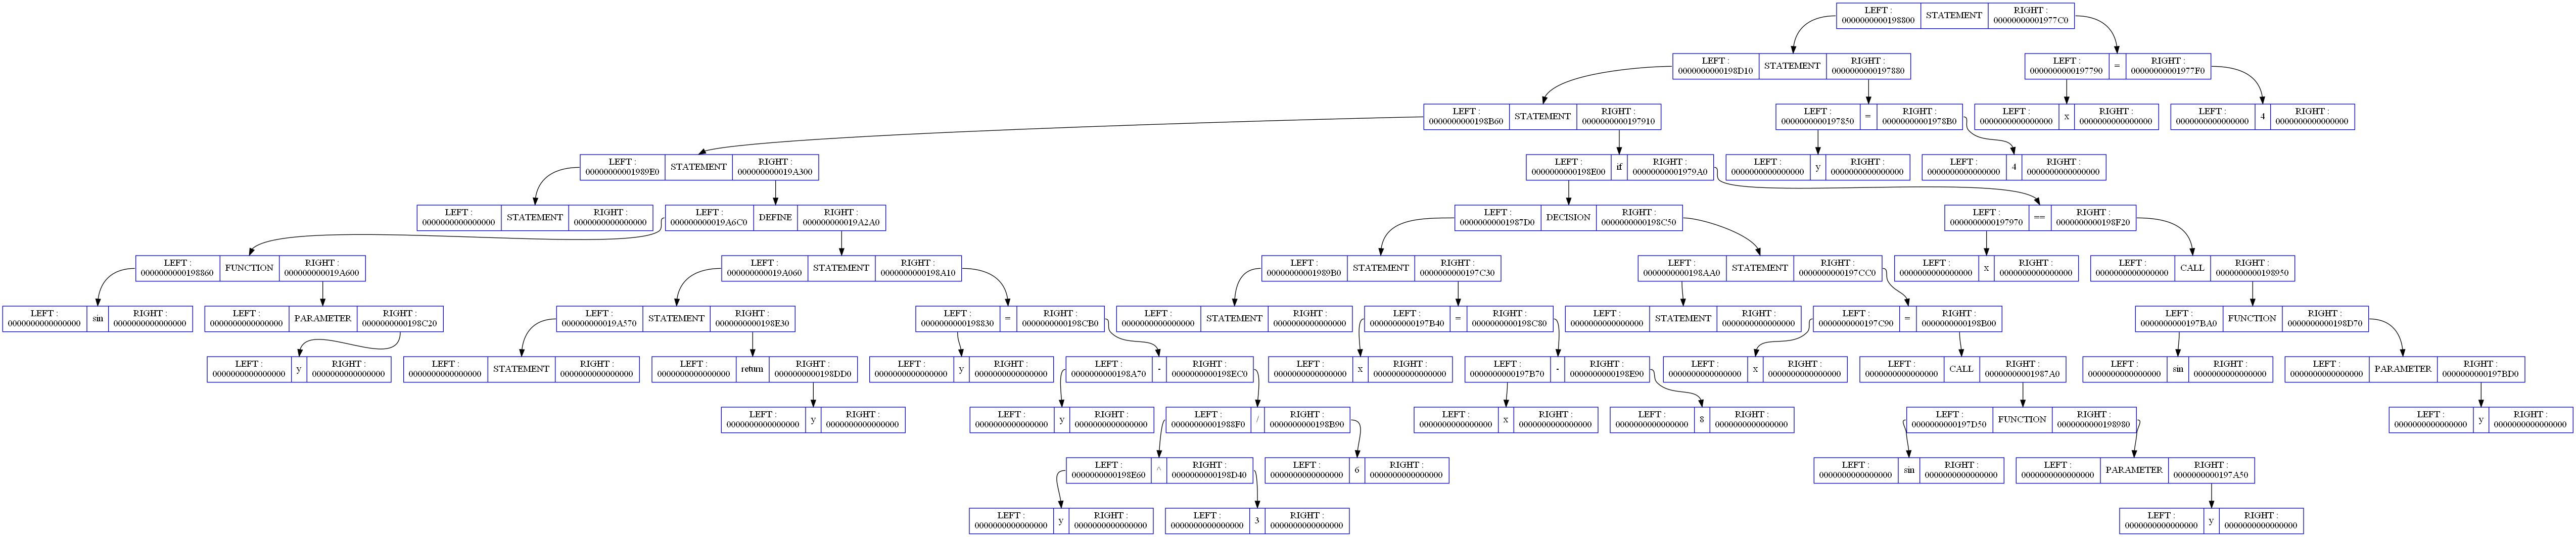 LEFT : 0000000000198800 STATEMENT RIGHT : 00000000001977C0
LEFT : 0000000000198D10 STATEMENT RIGHT : 0000000000197880
LEFT : 0000000000197790 = RIGHT : 00000000001977F0
LEFT : 0000000000198B60 STATEMENT RIGHT : 0000000000197910
LEFT : 0000000000197850 = RIGHT : 00000000001978B0
LEFT : 0000000000000000 x RIGHT : 0000000000000000
LEFT : 0000000000000000 4 RIGHT : 0000000000000000
LEFT : 00000000001989E0 STATEMENT RIGHT : 000000000019A300
LEFT : 0000000000198E00 if RIGHT : 00000000001979A0
LEFT : 0000000000000000 y RIGHT : 0000000000000000
LEFT : 0000000000000000 4 RIGHT : 0000000000000000
LEFT : 0000000000000000 STATEMENT RIGHT : 0000000000000000
LEFT : 000000000019A6C0 DEFINE RIGHT : 000000000019A2A0
LEFT : 00000000001987D0 DECISION RIGHT : 0000000000198C50
LEFT : 0000000000197970 == RIGHT : 0000000000198F20
LEFT : 0000000000198860 FUNCTION RIGHT : 000000000019A600
LEFT : 000000000019A060 STATEMENT RIGHT : 0000000000198A10
LEFT : 00000000001989B0 STATEMENT RIGHT : 0000000000197C30
LEFT : 0000000000198AA0 STATEMENT RIGHT : 0000000000197CC0
LEFT : 0000000000000000 x RIGHT : 0000000000000000
LEFT : 0000000000000000 CALL RIGHT : 0000000000198950
LEFT : 0000000000000000 sin RIGHT : 0000000000000000
LEFT : 0000000000000000 PARAMETER RIGHT : 0000000000198C20
LEFT : 000000000019A570 STATEMENT RIGHT : 0000000000198E30
LEFT : 0000000000198830 = RIGHT : 0000000000198CB0
LEFT : 0000000000000000 STATEMENT RIGHT : 0000000000000000
LEFT : 0000000000197B40 = RIGHT : 0000000000198C80
LEFT : 0000000000000000 STATEMENT RIGHT : 0000000000000000
LEFT : 0000000000197C90 = RIGHT : 0000000000198B00
LEFT : 0000000000197BA0 FUNCTION RIGHT : 0000000000198D70
LEFT : 0000000000000000 y RIGHT : 0000000000000000
LEFT : 0000000000000000 STATEMENT RIGHT : 0000000000000000
LEFT : 0000000000000000 return RIGHT : 0000000000198DD0
LEFT : 0000000000000000 y RIGHT : 0000000000000000
LEFT : 0000000000198A70 - RIGHT : 0000000000198EC0
LEFT : 0000000000000000 x RIGHT : 0000000000000000
LEFT : 0000000000197B70 - RIGHT : 0000000000198E90
LEFT : 0000000000000000 x RIGHT : 0000000000000000
LEFT : 0000000000000000 CALL RIGHT : 00000000001987A0
LEFT : 0000000000000000 sin RIGHT : 0000000000000000
LEFT : 0000000000000000 PARAMETER RIGHT : 0000000000197BD0
LEFT : 0000000000000000 y RIGHT : 0000000000000000
LEFT : 0000000000000000 y RIGHT : 0000000000000000
LEFT : 00000000001988F0 / RIGHT : 0000000000198B90
LEFT : 0000000000000000 x RIGHT : 0000000000000000
LEFT : 0000000000000000 8 RIGHT : 0000000000000000
LEFT : 0000000000197D50 FUNCTION RIGHT : 0000000000198980
LEFT : 0000000000000000 y RIGHT : 0000000000000000
LEFT : 0000000000198E60 ^ RIGHT : 0000000000198D40
LEFT : 0000000000000000 6 RIGHT : 0000000000000000
LEFT : 0000000000000000 sin RIGHT : 0000000000000000
LEFT : 0000000000000000 PARAMETER RIGHT : 0000000000197A50
LEFT : 0000000000000000 y RIGHT : 0000000000000000
LEFT : 0000000000000000 3 RIGHT : 0000000000000000
LEFT : 0000000000000000 y RIGHT : 0000000000000000